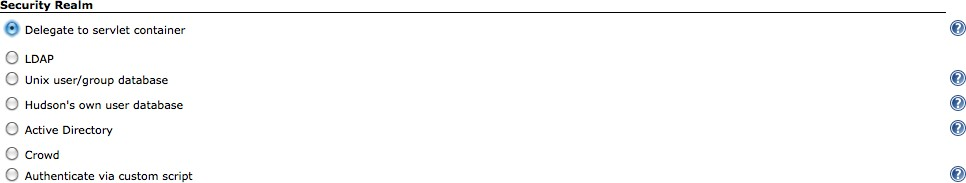 Security Realm
Delegate to servlet container
LDAP
Unix user/group database
Hudson's own user database
Active Directory
Crowd
Authenticate via custom script